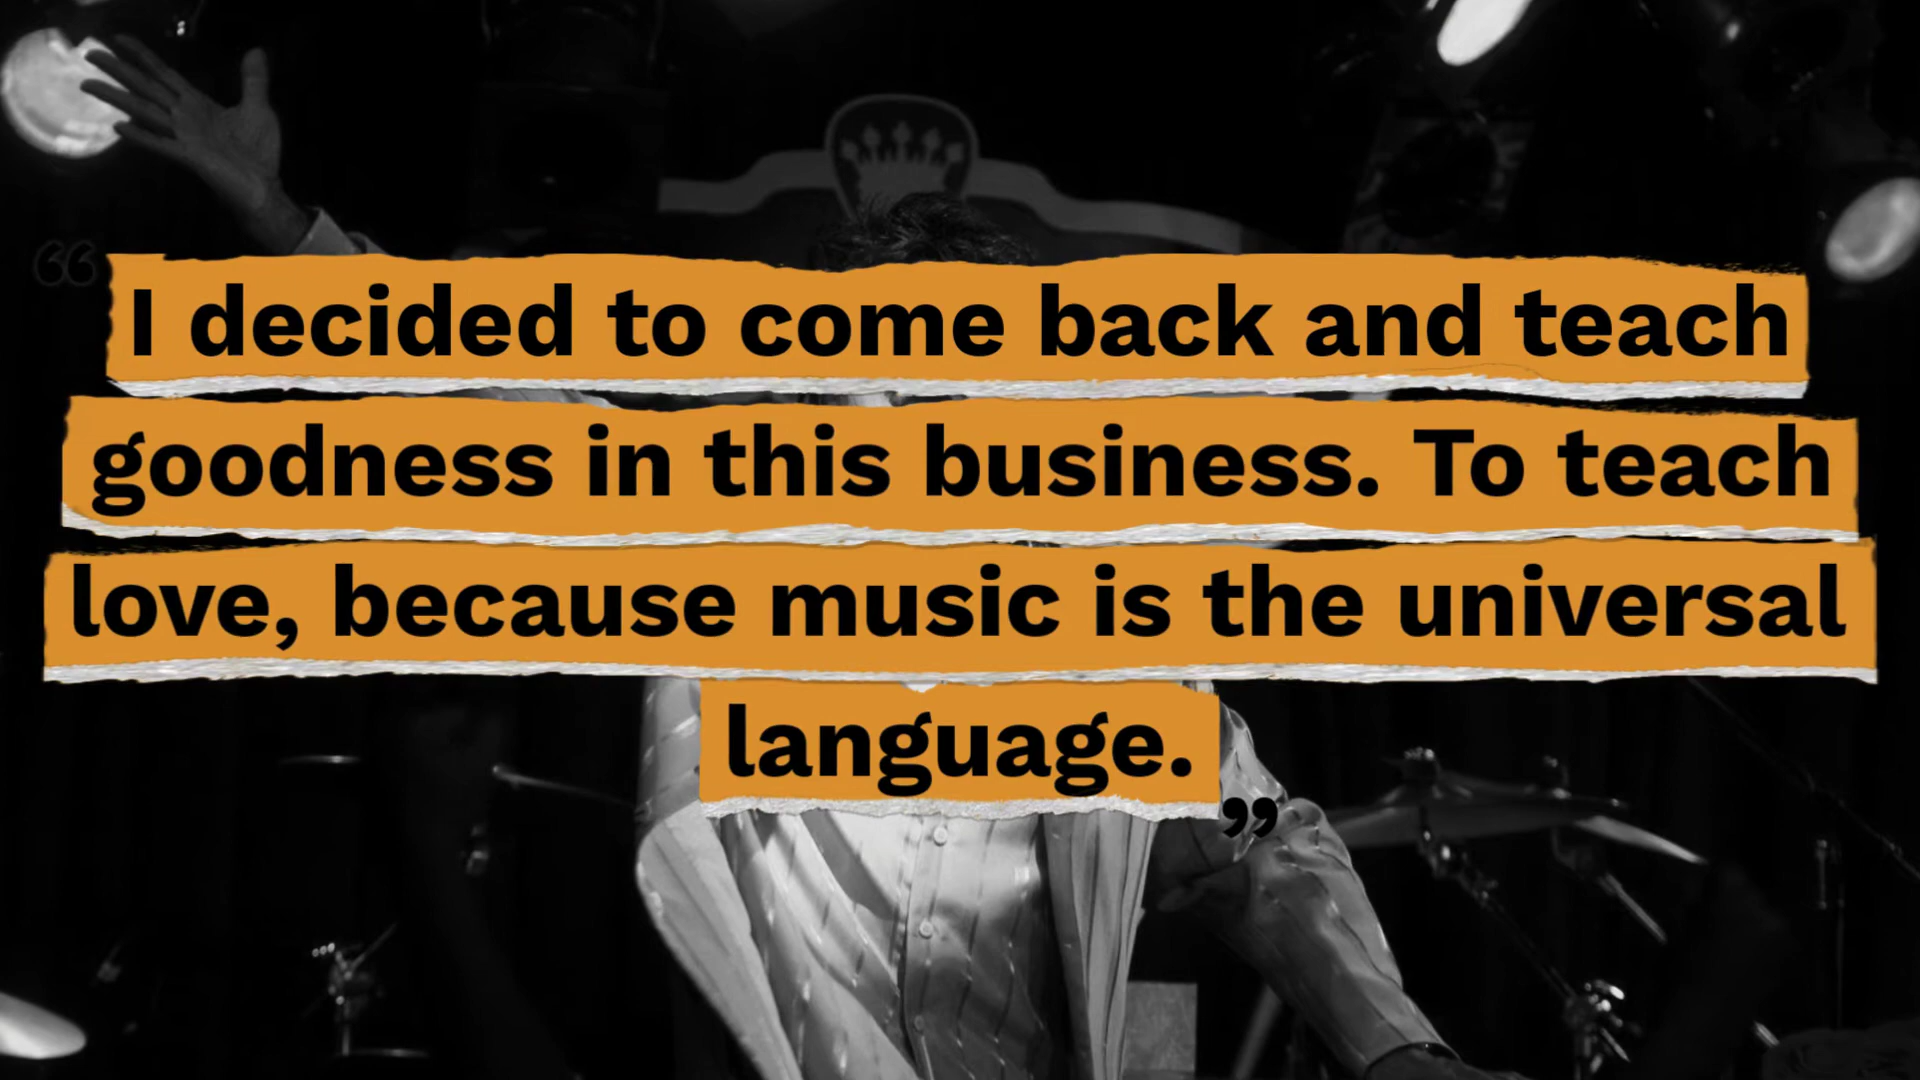 “I decided to come back and teach
goodness in this business. To teach
love, because music is the universal
language.”